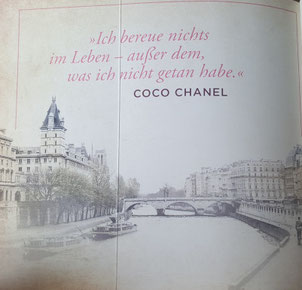 »Ich bereue nichts
im Leben – außer dem,
was ich nicht getan habe.«
COCO CHANEL